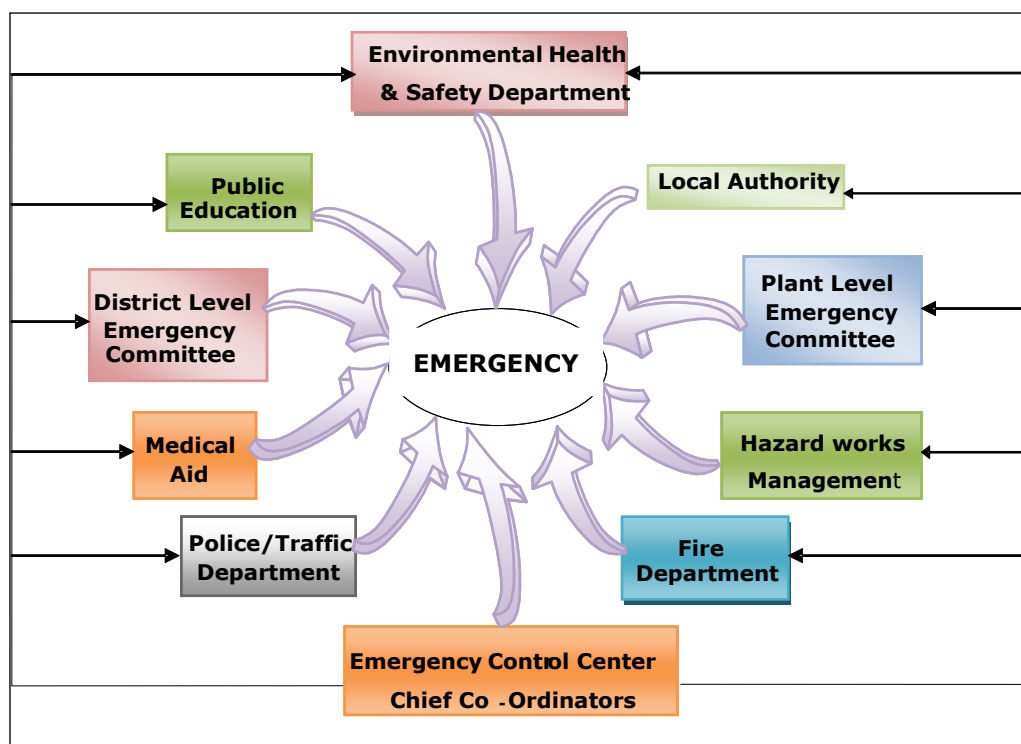 Environmental Health
& Safety Department
Public
Education
Local Authority
District Level
Emergency
Committee
Plant Level
Emergency
Committee
EMERGENCY
Medical
Aid
Hazard works
Management
Police/Traffic
Department
Fire
Department
Emergency Control Center
Chief Co -Ordinators